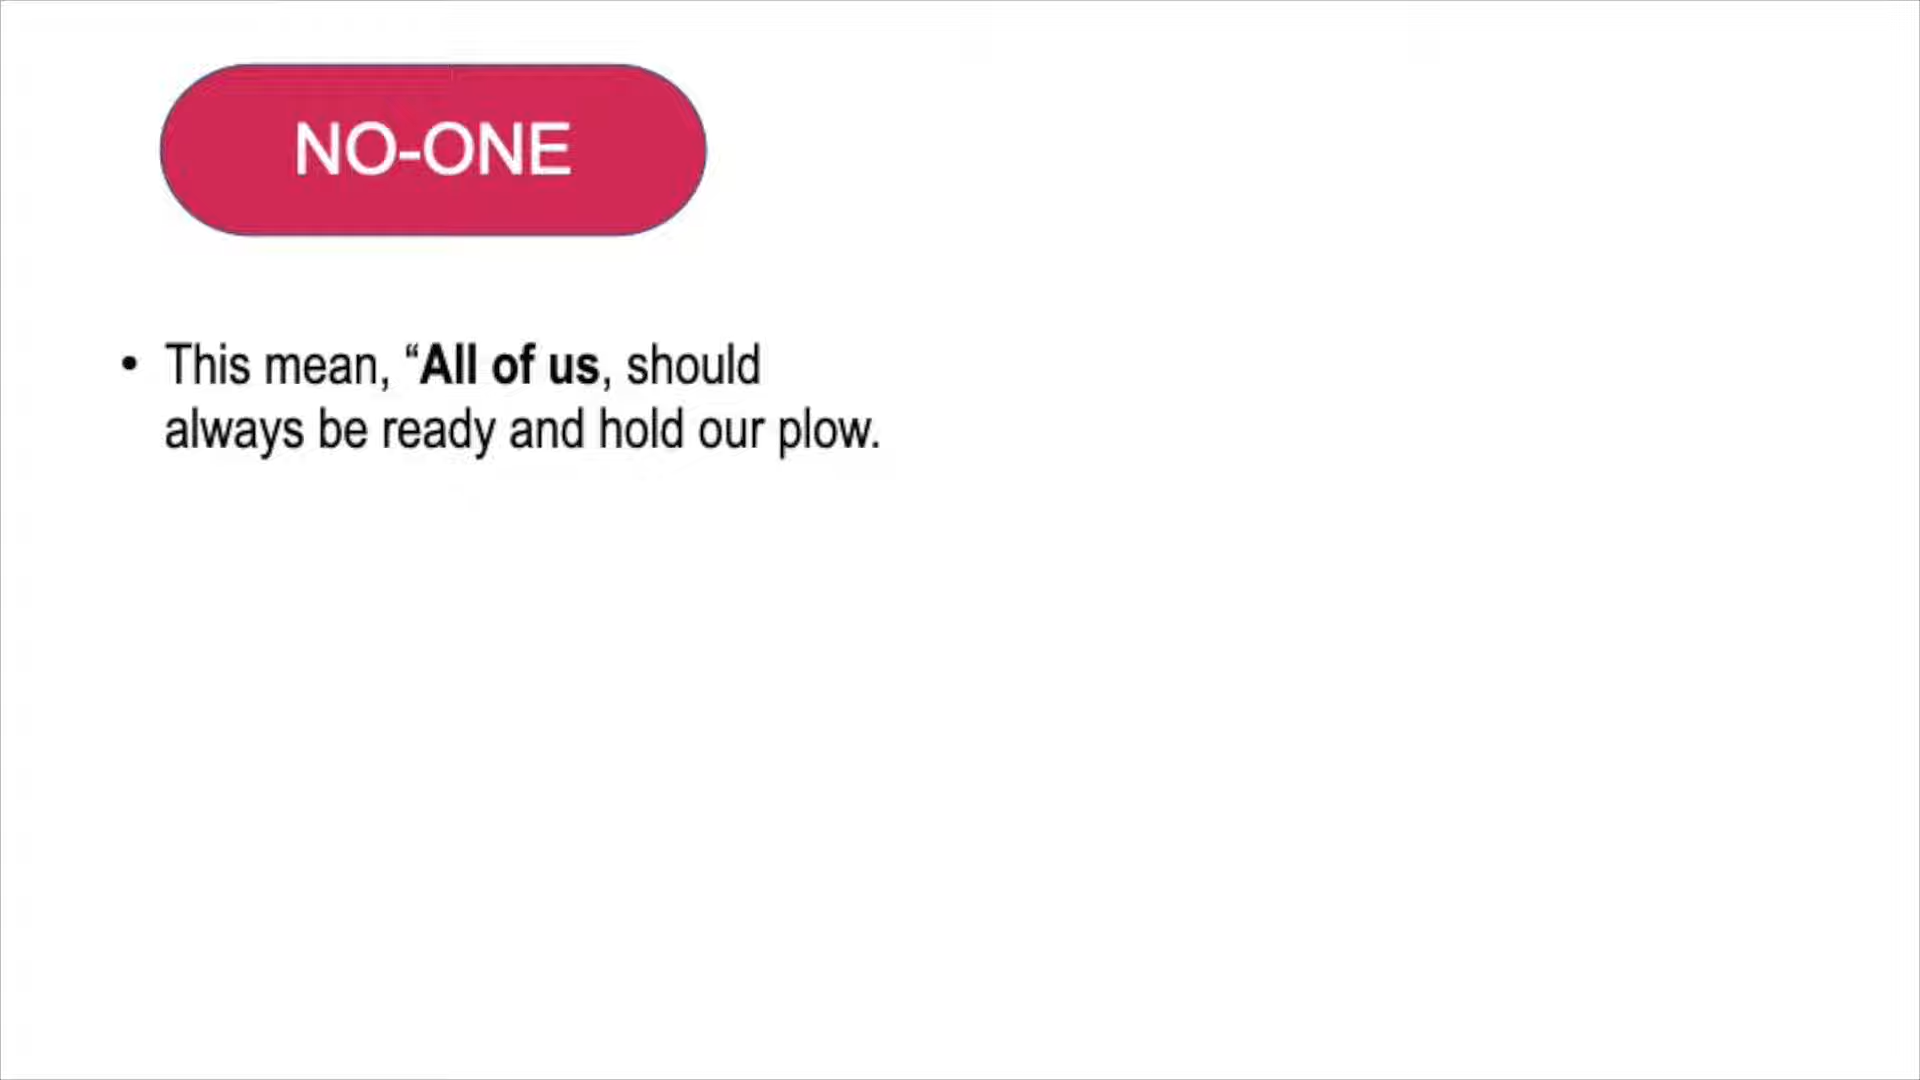 NO-ONE
• This mean, “All of us, should
always be ready and hold our plow.